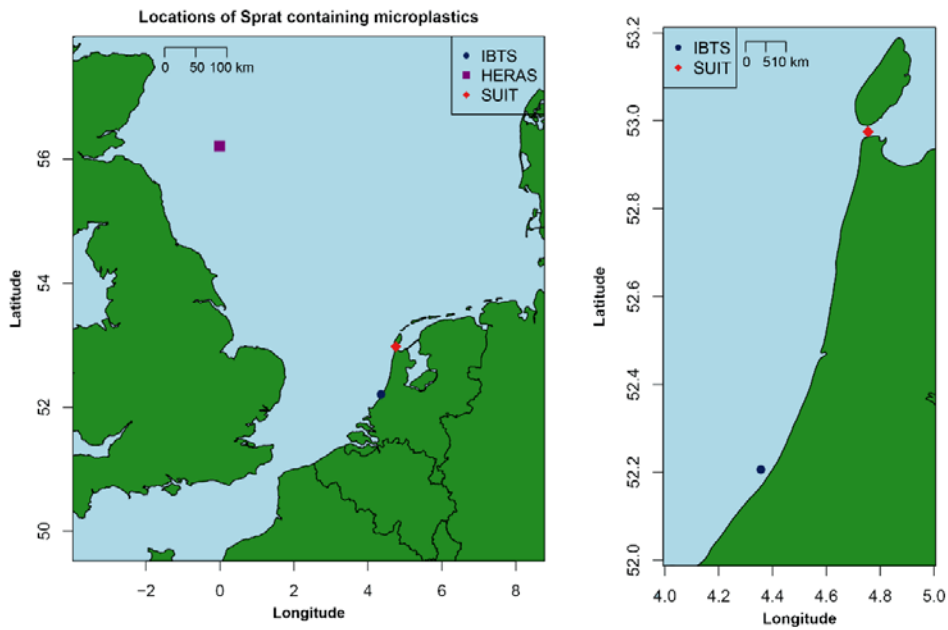 Locations of Sprat containing microplastics
0 50 100 km
IBTS
HERAS
SUIT
Latitude
56
54
52
50
−2 0 2 4 6 8
Longitude
IBTS
SUIT
0 510 km
Latitude
53.2
53.0
52.8
52.6
52.4
52.2
52.0
4.0 4.2 4.4 4.6 4.8 5.0
Longitude